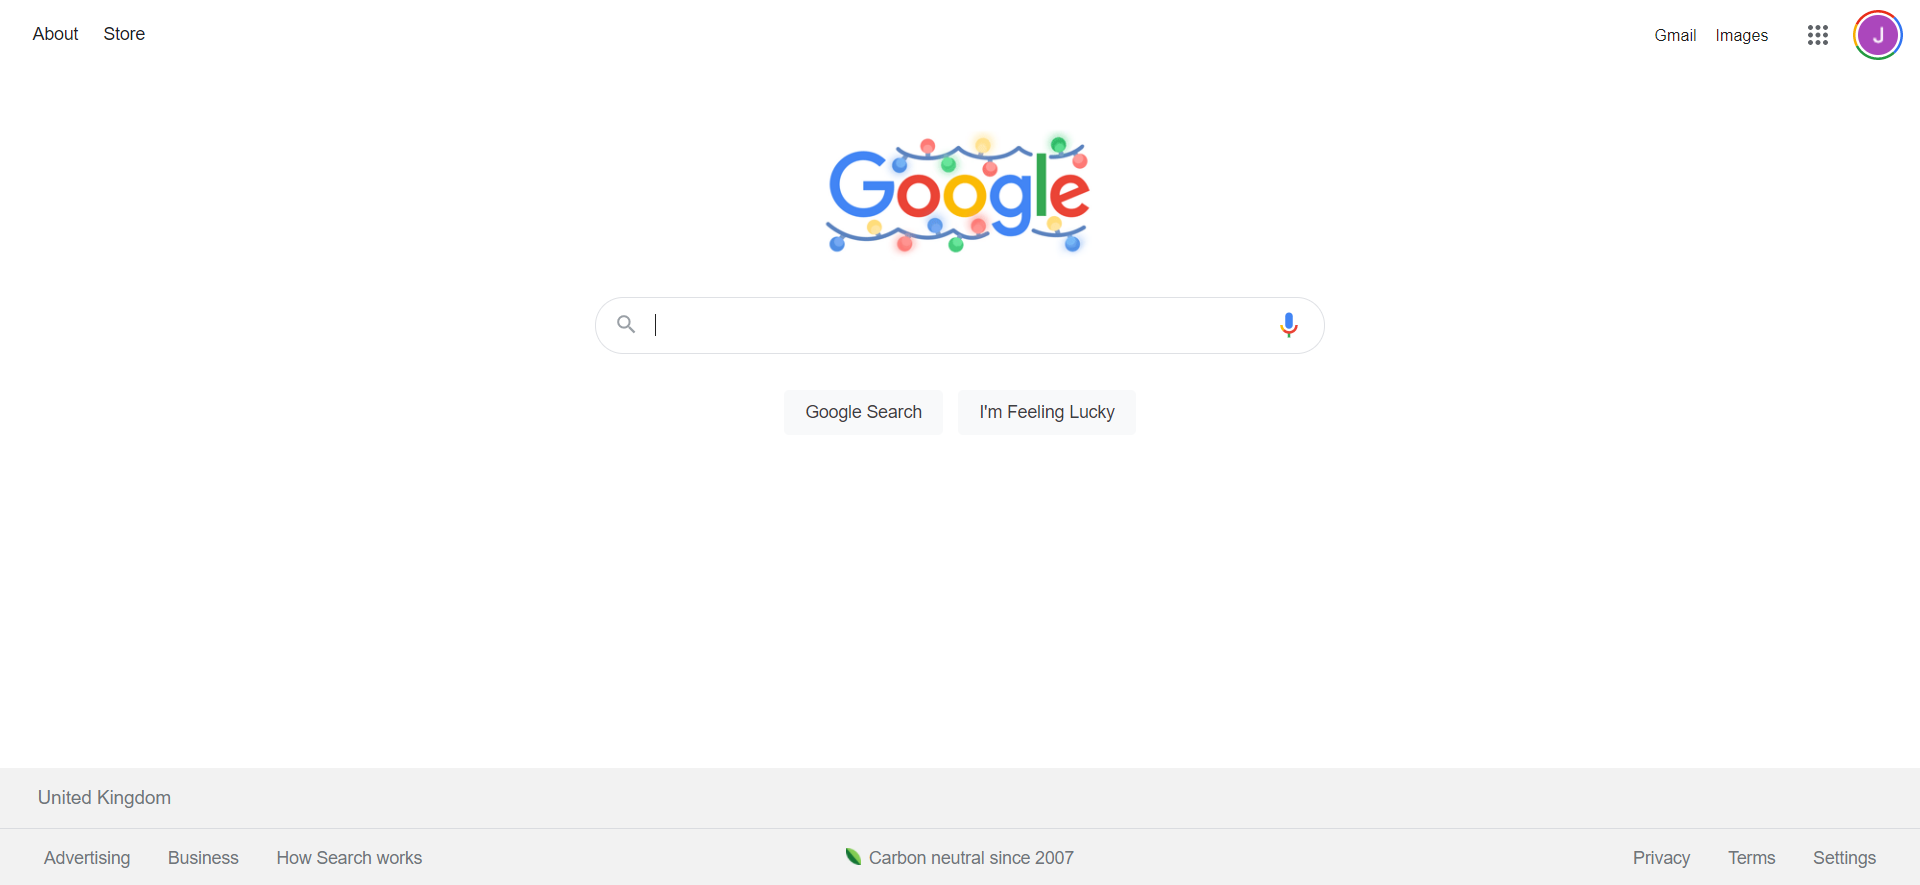 About Store
Gmail Images
J
Google
Google Search I'm Feeling Lucky
United Kingdom
Advertising Business How Search works Carbon neutral since 2007 Privacy Terms Settings